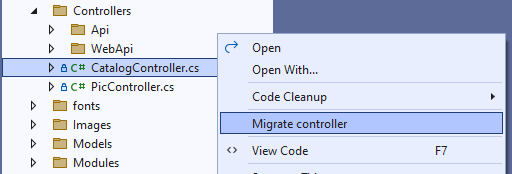 Controllers
Api
WebApi
C# CatalogController.cs
C# PicController.cs
fonts
Images
Models
Modules
Open
Open With...
Code Cleanup
Migrate controller
View Code F7